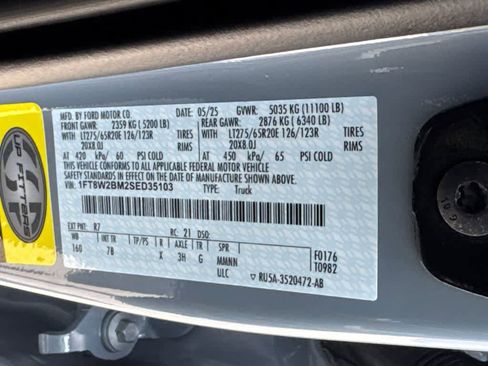 MFD. BY FORD MOTOR CO. 05/25 GVWR: 5035 KG (11100 LB)
FRONT GAWR: 2359 KG ( 5200 LB) REAR GAWR: 2876 KG ( 6340 LB)
WITH LT275/65R20E 126/123R TIRES WITH LT275/65R20E 126/123R TIRES
20X8.0J RIMS 20X8.0J RIMS
AT 420 kPa/ 60 PSI COLD AT 450 kPa/ 65 PSI COLD
THIS VEHICLE CONFORMS TO ALL APPLICABLE FEDERAL MOTOR VEHICLE
SAFETY STANDARDS IN EFFECT ON THE DATE OF MANUFACTURE SHOWN ABOVE.
VIN: 1FT8W2BM2SED35103 TYPE: Truck
EXT PNT: R7 RC: 21 DSO: F0176
WB INT TR TP/PS R AXLE TR SPR T0982
160 7B X 3H G MMNN
ULC RU5A-3520472-AB
UP FITTERS